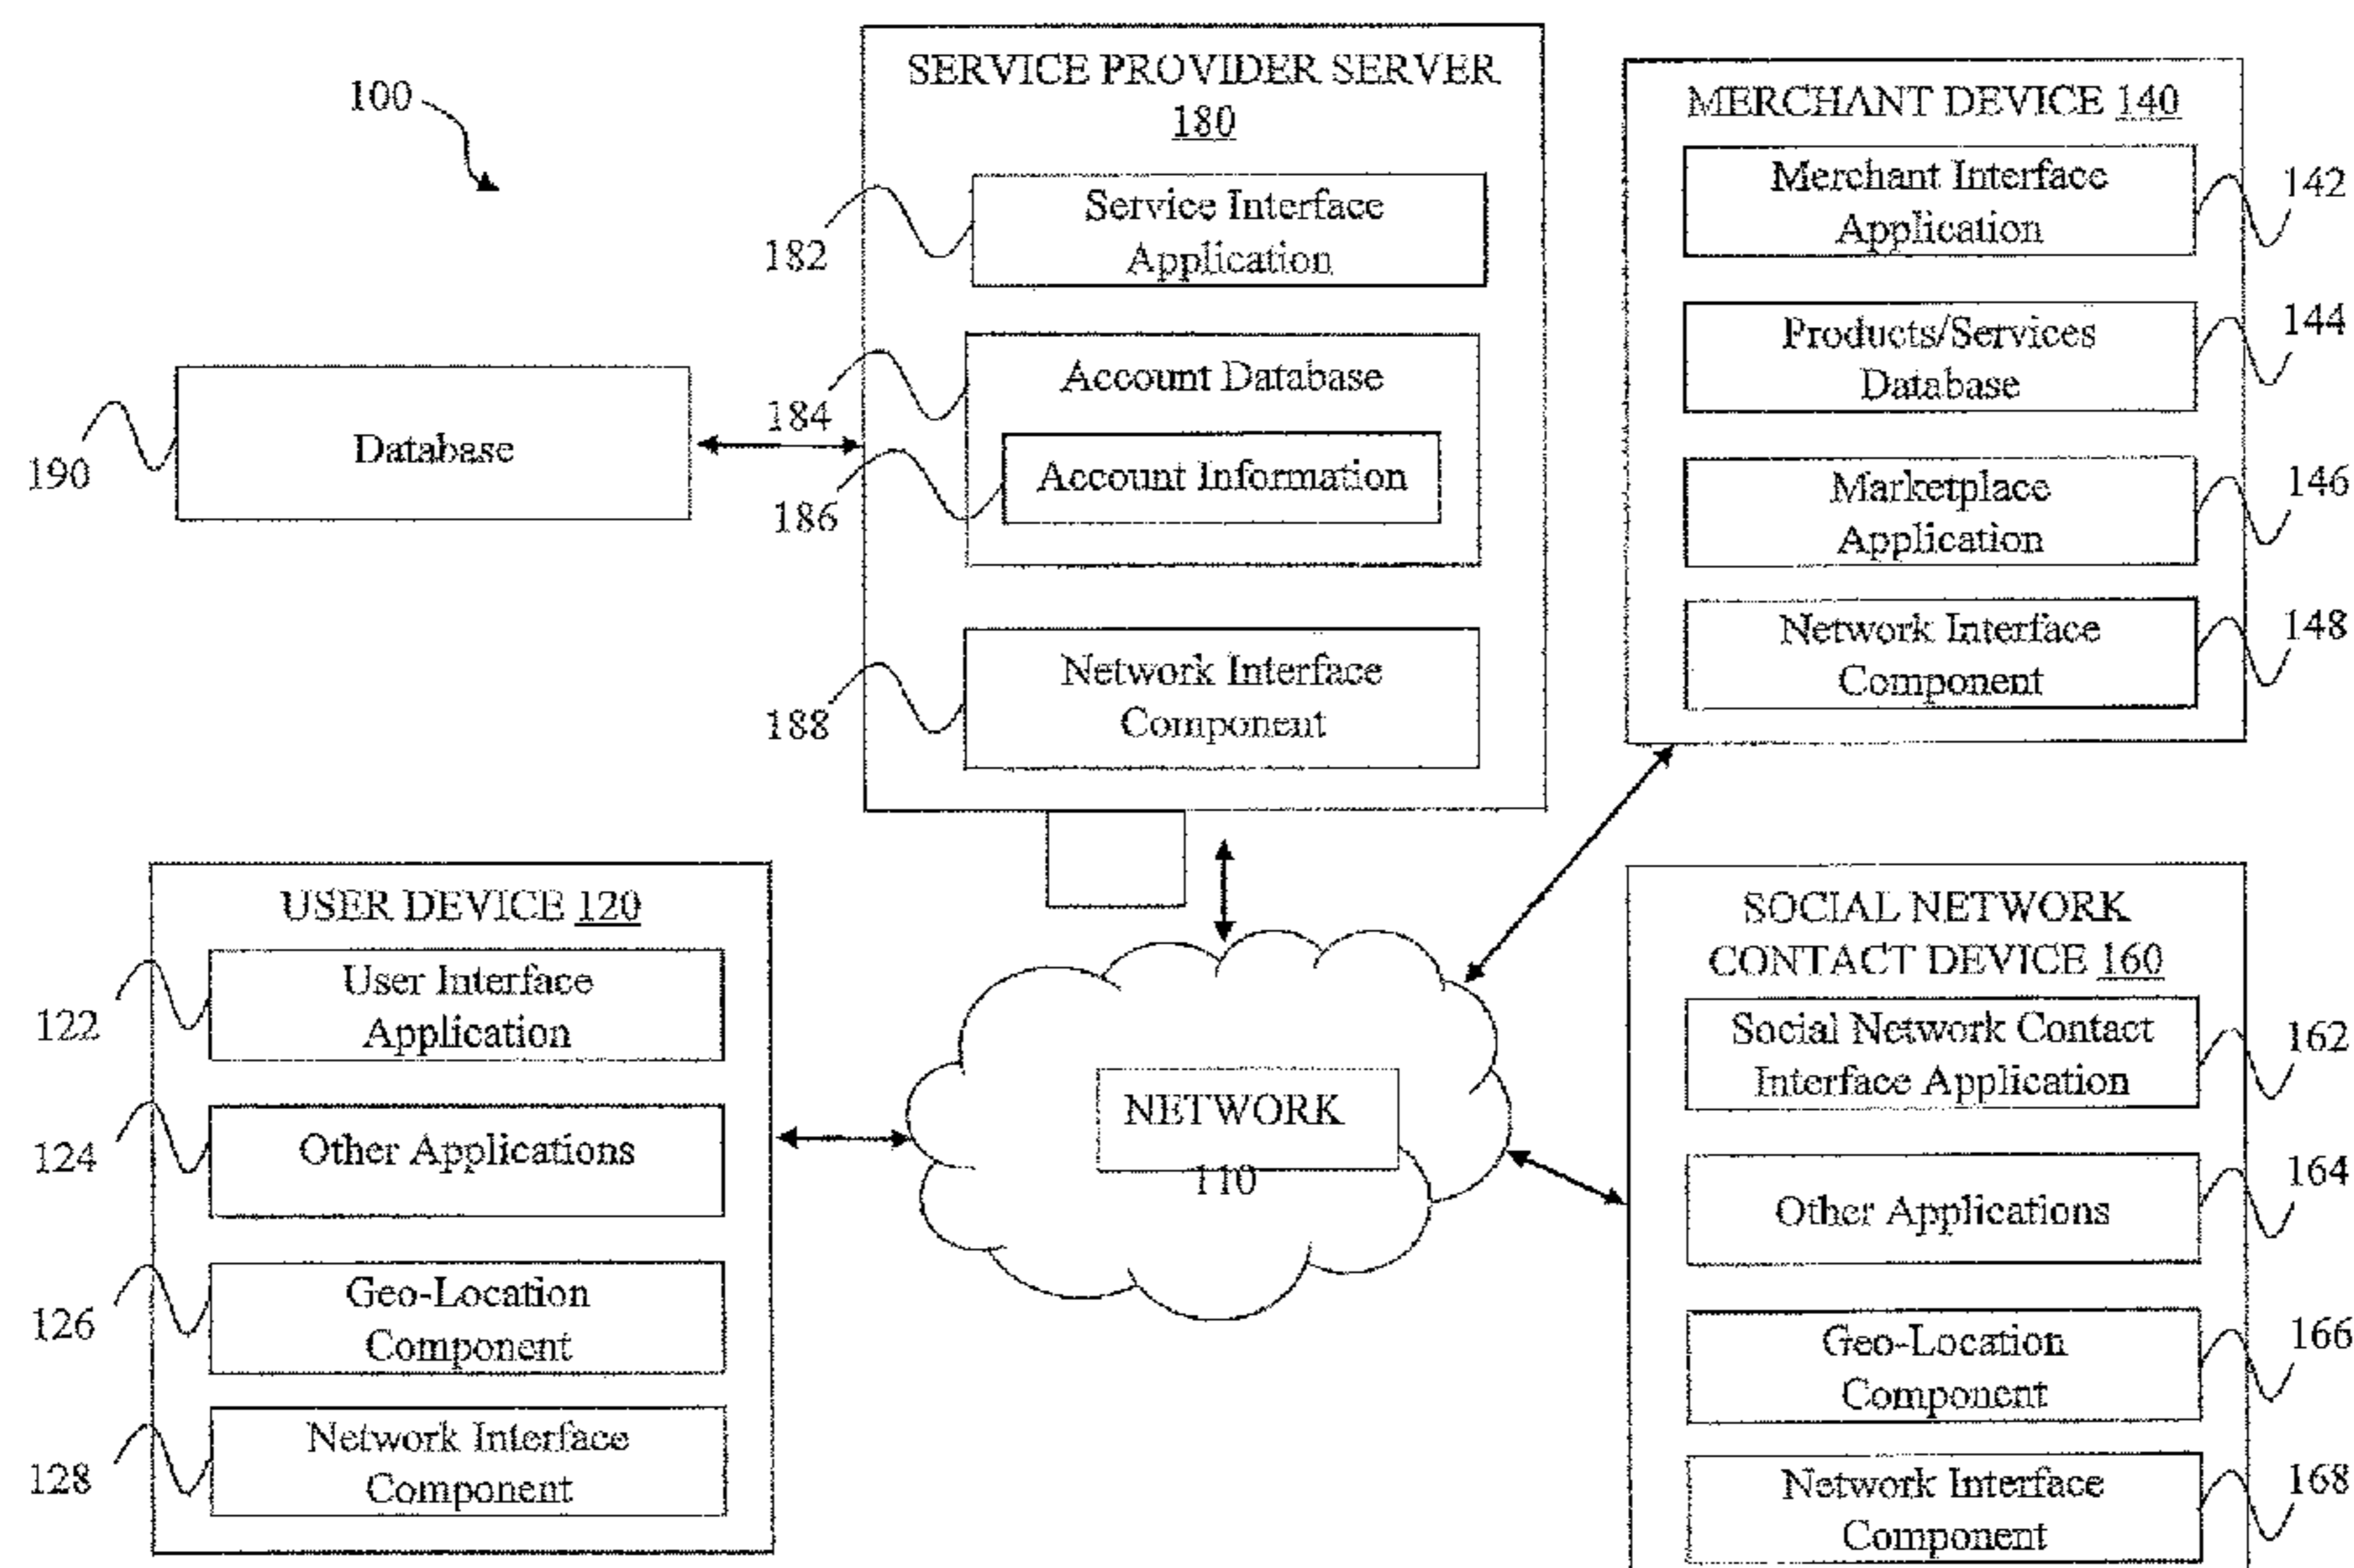 100
SERVICE PROVIDER SERVER
180
Service Interface
Application
182
Account Database
184
Account Information
186
Network Interface
Component
188
Database
190
MERCHANT DEVICE 140
Merchant Interface
Application
142
Products/Services
Database
144
Marketplace
Application
146
Network Interface
Component
148
USER DEVICE 120
User Interface
Application
122
Other Applications
124
Geo-Location
Component
126
Network Interface
Component
128
NETWORK
110
SOCIAL NETWORK
CONTACT DEVICE 160
Social Network Contact
Interface Application
162
Other Applications
164
Geo-Location
Component
166
Network Interface
Component
168